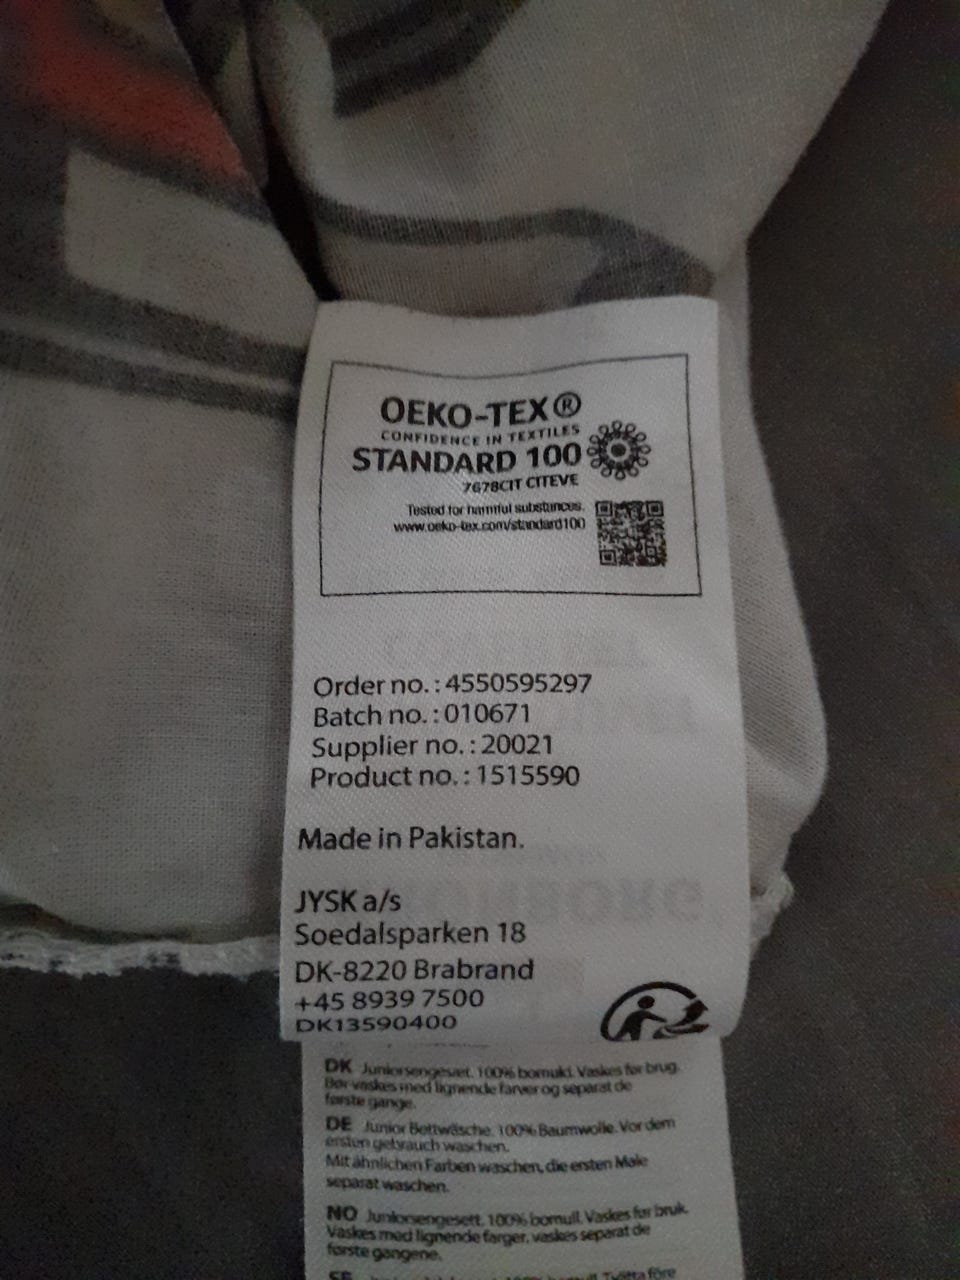 OEKO-TEX®
CONFIDENCE IN TEXTILES
STANDARD 100
7678CIT CITEVE
Tested for harmful substances.
www.oeko-tex.com/standard100
Order no.: 4550595297
Batch no.: 010671
Supplier no.: 20021
Product no.: 1515590
Made in Pakistan.
JYSK a/s
Soedalsparken 18
DK-8220 Brabrand
+45 8939 7500
DK13590400
DK Juniorsengesæt. 100% bomuld. Vaskes før brug.
Bør vaskes med lignende farver og separat de
første gange.
DE Junior Bettwäsche. 100% Baumwolle. Vor dem
ersten gebrauch waschen.
Mit ähnlichen Farben waschen, die ersten Male
separat waschen.
NO Juniorsengesett. 100% bomull. Vaskes før bruk.
Vaskes med lignende farger, vaskes separat de
første gangene.
SE 100% bomull. Tvätta före